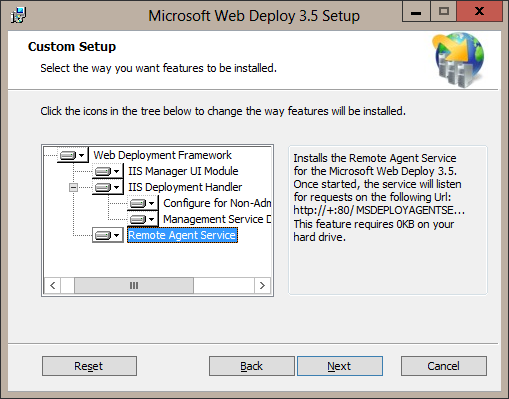 Microsoft Web Deploy 3.5 Setup
Custom Setup
Select the way you want features to be installed.
Click the icons in the tree below to change the way features will be installed.
Web Deployment Framework
IIS Manager UI Module
IIS Deployment Handler
Configure for Non-Adm
Management Service D
Remote Agent Service
Installs the Remote Agent Service
for the Microsoft Web Deploy 3.5.
Once started, the service will listen
for requests on the following Url:
http://+:80/MSDEPLOYAGENTSE...
This feature requires 0KB on your
hard drive.
Reset
Back
Next
Cancel